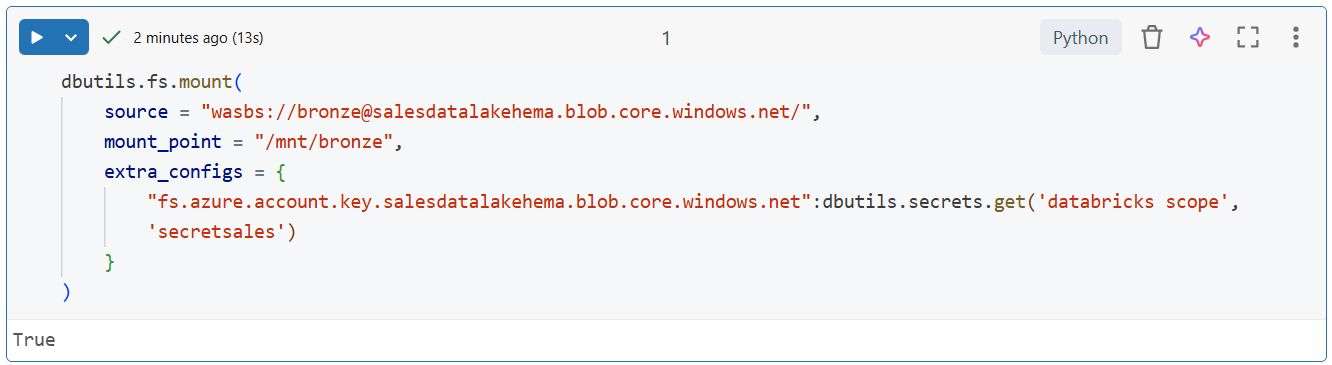 2 minutes ago (13s)
1
Python
dbutils.fs.mount(
    source = "wasbs://bronze@salesdatalakehema.blob.core.windows.net/",
    mount_point = "/mnt/bronze",
    extra_configs = {
        "fs.azure.account.key.salesdatalakehema.blob.core.windows.net":dbutils.secrets.get('databricks scope',
        'secretsales')
    }
)
True